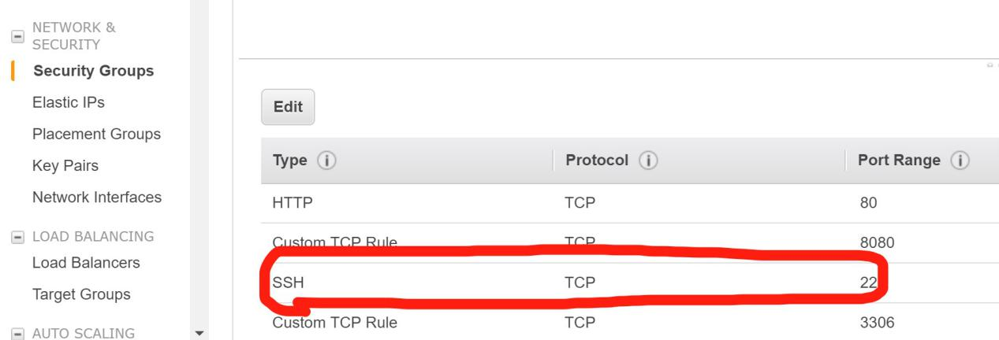 NETWORK &
SECURITY
Security Groups
Elastic IPs
Placement Groups
Key Pairs
Network Interfaces
LOAD BALANCING
Load Balancers
Target Groups
AUTO SCALING
Edit
Type Protocol Port Range
HTTP TCP 80
Custom TCP Rule TCP 8080
SSH TCP 22
Custom TCP Rule TCP 3306